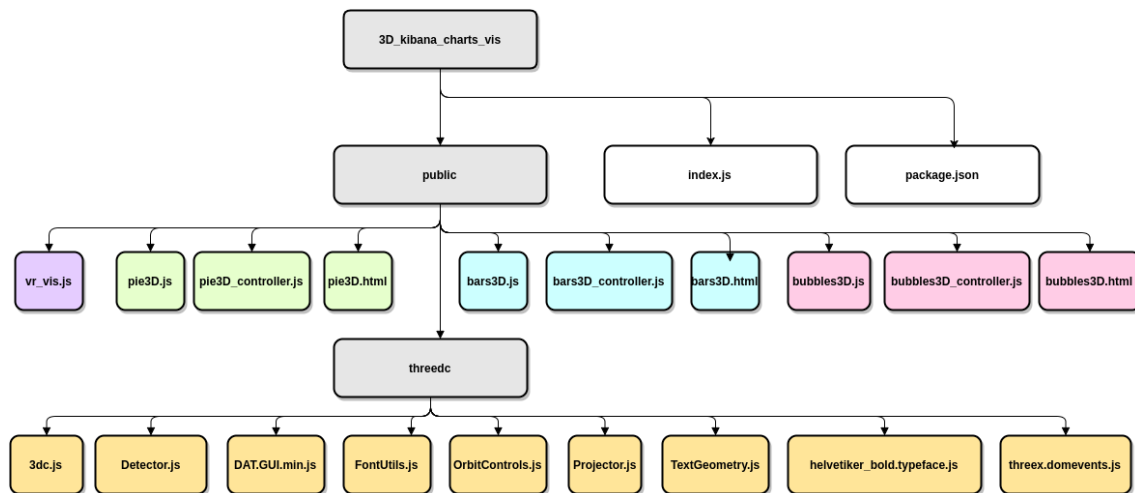 3D_kibana_charts_vis
public
index.js
package.json
vr_vis.js
pie3D.js
pie3D_controller.js
pie3D.html
bars3D.js
bars3D_controller.js
bars3D.html
bubbles3D.js
bubbles3D_controller.js
bubbles3D.html
threedc
3dc.js
Detector.js
DAT.GUI.min.js
FontUtils.js
OrbitControls.js
Projector.js
TextGeometry.js
helvetiker_bold.typeface.js
threex.domevents.js